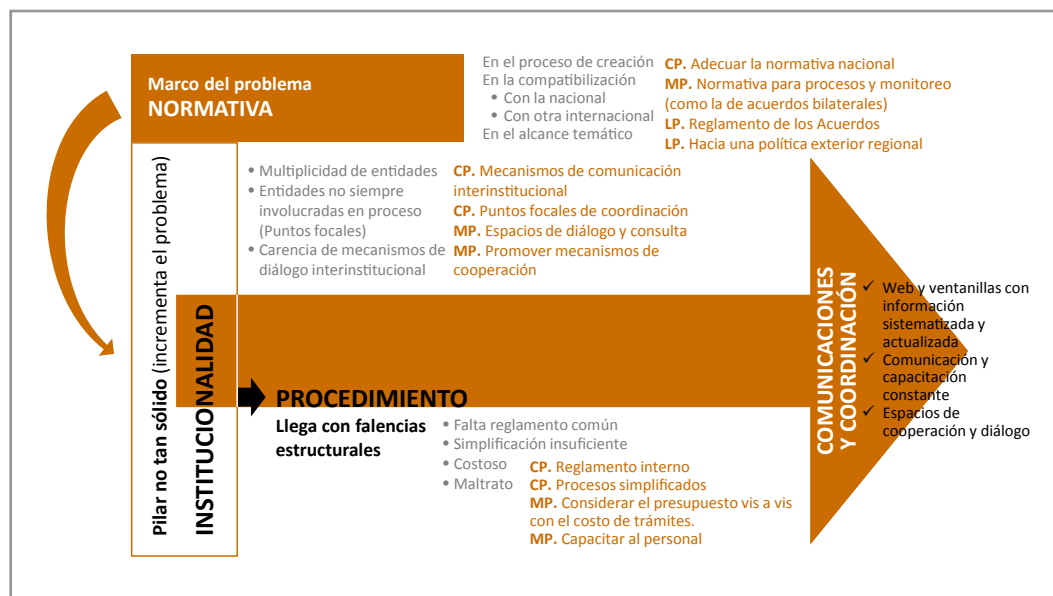 Marco del problema
NORMATIVA
En el proceso de creación
En la compatibilización
• Con la nacional
• Con otra internacional
En el alcance temático
CP. Adecuar la normativa nacional
MP. Normativa para procesos y monitoreo
(como la de acuerdos bilaterales)
LP. Reglamento de los Acuerdos
LP. Hacia una política exterior regional
Pilar no tan sólido (incrementa el problema)
INSTITUCIONALIDAD
• Multiplicidad de entidades
• Entidades no siempre
involucradas en proceso
(Puntos focales)
• Carencia de mecanismos de
diálogo interinstitucional
CP. Mecanismos de comunicación
interinstitucional
CP. Puntos focales de coordinación
MP. Espacios de diálogo y consulta
MP. Promover mecanismos de
cooperación
PROCEDIMIENTO
Llega con falencias
estructurales
• Falta reglamento común
• Simplificación insuficiente
• Costoso
• Maltrato
CP. Reglamento interno
CP. Procesos simplificados
MP. Considerar el presupuesto vis a vis
con el costo de trámites.
MP. Capacitar al personal
COMUNICACIONES
Y COORDINACIÓN
✓ Web y ventanillas con
información
sistematizada y
actualizada
✓ Comunicación y
capacitación
constante
✓ Espacios de
cooperación y diálogo